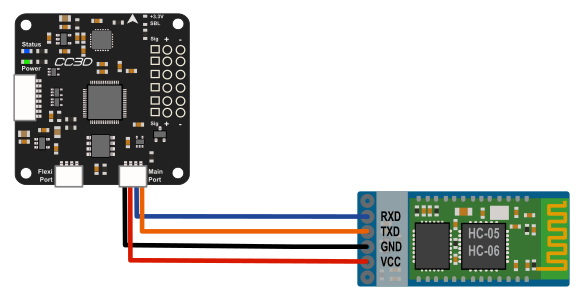 +3.3V
SBL
Sig + -
Status
Power
CC3D
Sig + -
Flexi
Port
Main
Port
RXD
TXD
GND
VCC
HC-05
HC-06